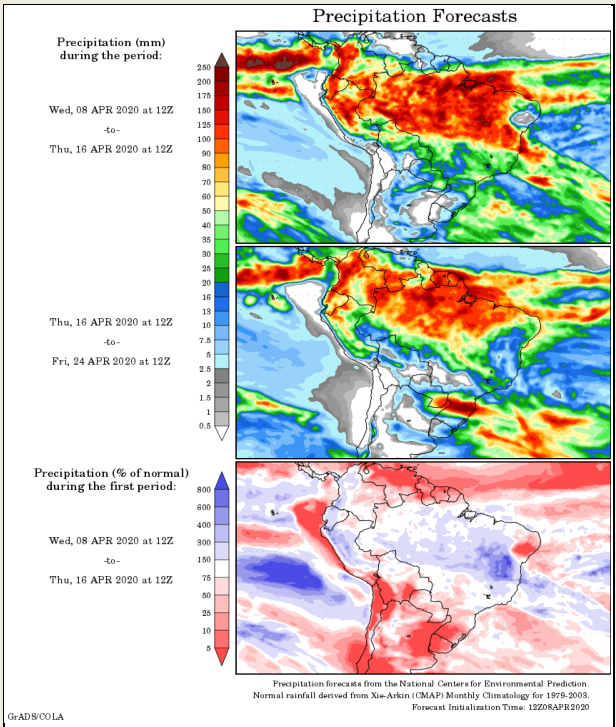 Precipitation Forecasts
Precipitation (mm)
during the period:
Wed, 08 APR 2020 at 12Z
-to-
Thu, 16 APR 2020 at 12Z
250
200
175
150
125
100
90
80
70
60
50
40
35
30
25
20
16
13
10
7.5
5
2.5
2
1.5
1
0.5
Thu, 16 APR 2020 at 12Z
-to-
Fri, 24 APR 2020 at 12Z
Precipitation (% of normal)
during the first period:
Wed, 08 APR 2020 at 12Z
-to-
Thu, 16 APR 2020 at 12Z
800
600
400
300
150
75
50
25
10
5
Precipitation forecasts from the National Centers for Environmental Prediction.
Normal rainfall derived from Xie-Arkin (CMAP) Monthly Climatology for 1979-2003.
Forecast Initialization Time: 12Z08APR2020
GrADS/COLA